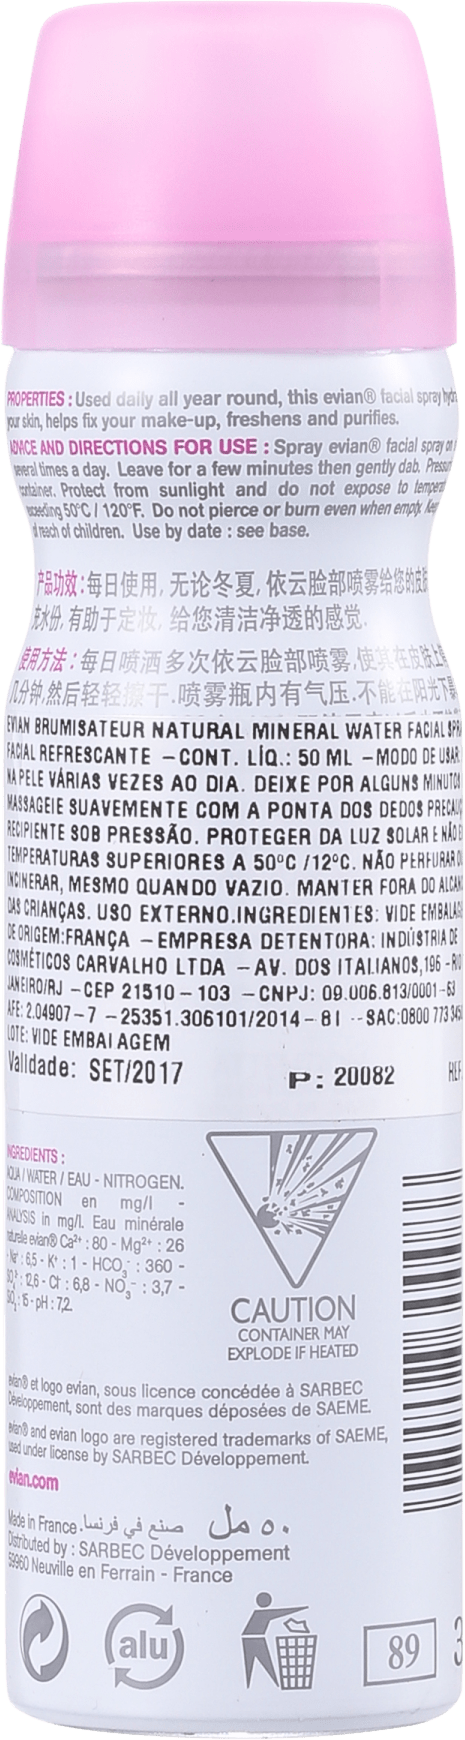 PROPERTIES : Used daily all year round, this evian® facial spray
your skin, helps fix your make-up, freshens and purifies.
ADVICE AND DIRECTIONS FOR USE : Spray evian® facial spray
several times a day. Leave for a few minutes then gently dab.
container. Protect from sunlight and do not expose to
exceeding 50°C / 120°F. Do not pierce or burn even when empty. Keep
of reach of children. Use by date : see base.
产品功效:每日使用,无论冬夏,依云脸部喷雾给您的皮肤
充水份,有助于定妆,给您清洁净透的感觉.
使用方法:每日喷洒多次依云脸部喷雾,使其在皮肤上
几分钟,然后轻轻擦干.喷雾瓶内有气压.不能在阳光下
EVIAN BRUMISATEUR NATURAL MINERAL WATER FACIAL
FACIAL REFRESCANTE – CONT. LÍQ.: 50 ML – MODO DE USAR:
NA PELE VÁRIAS VEZES AO DIA. DEIXE POR ALGUNS MINUTOS
MASSAGEIE SUAVEMENTE COM A PONTA DOS DEDOS
RECIPIENTE SOB PRESSÃO. PROTEGER DA LUZ SOLAR E NÃO
TEMPERATURAS SUPERIORES A 50°C /12°C. NÃO PERFURAR OU
INCINERAR, MESMO QUANDO VAZIO. MANTER FORA DO
DAS CRIANÇAS. USO EXTERNO.INGREDIENTES: VIDE
DE ORIGEM:FRANÇA – EMPRESA DETENTORA: INDÚSTRIA DE
COSMÉTICOS CARVALHO LTDA – AV. DOS ITALIANOS,
JANEIRO/RJ – CEP 21510 – 103 – CNPJ: 09.006.813/0001-63
AFE: 2.04907 – 7 – 25351.306101/2014 – 81 -- SAC:0800
LOTE: VIDE EMBALAGEM
Validade: SET/2017 P: 20082
INGREDIENTS :
AQUA / WATER / EAU - NITROGEN.
COMPOSITION en mg/l -
ANALYSIS in mg/l. Eau minérale
naturelle evian® Ca²⁺ : 80 - Mg²⁺ : 26
- Na⁺ : 6,5 - K⁺ : 1 - HCO₃⁻ : 360 -
SO₄²⁻ : 12,6 - Cl⁻ : 6,8 - NO₃⁻ : 3,7 -
SiO₂ : 15 - pH : 7,2.
CAUTION
CONTAINER MAY
EXPLODE IF HEATED
evian® et logo evian, sous licence concédée à SARBEC
Développement, sont des marques déposées de SAEME.
evian® and evian logo are registered trademarks of SAEME,
used under license by SARBEC Développement.
evian.com
Made in France. صنع في فرنسا ٥٠ مل
Distributed by : SARBEC Développement
59960 Neuville en Ferrain - France
alu
89
3